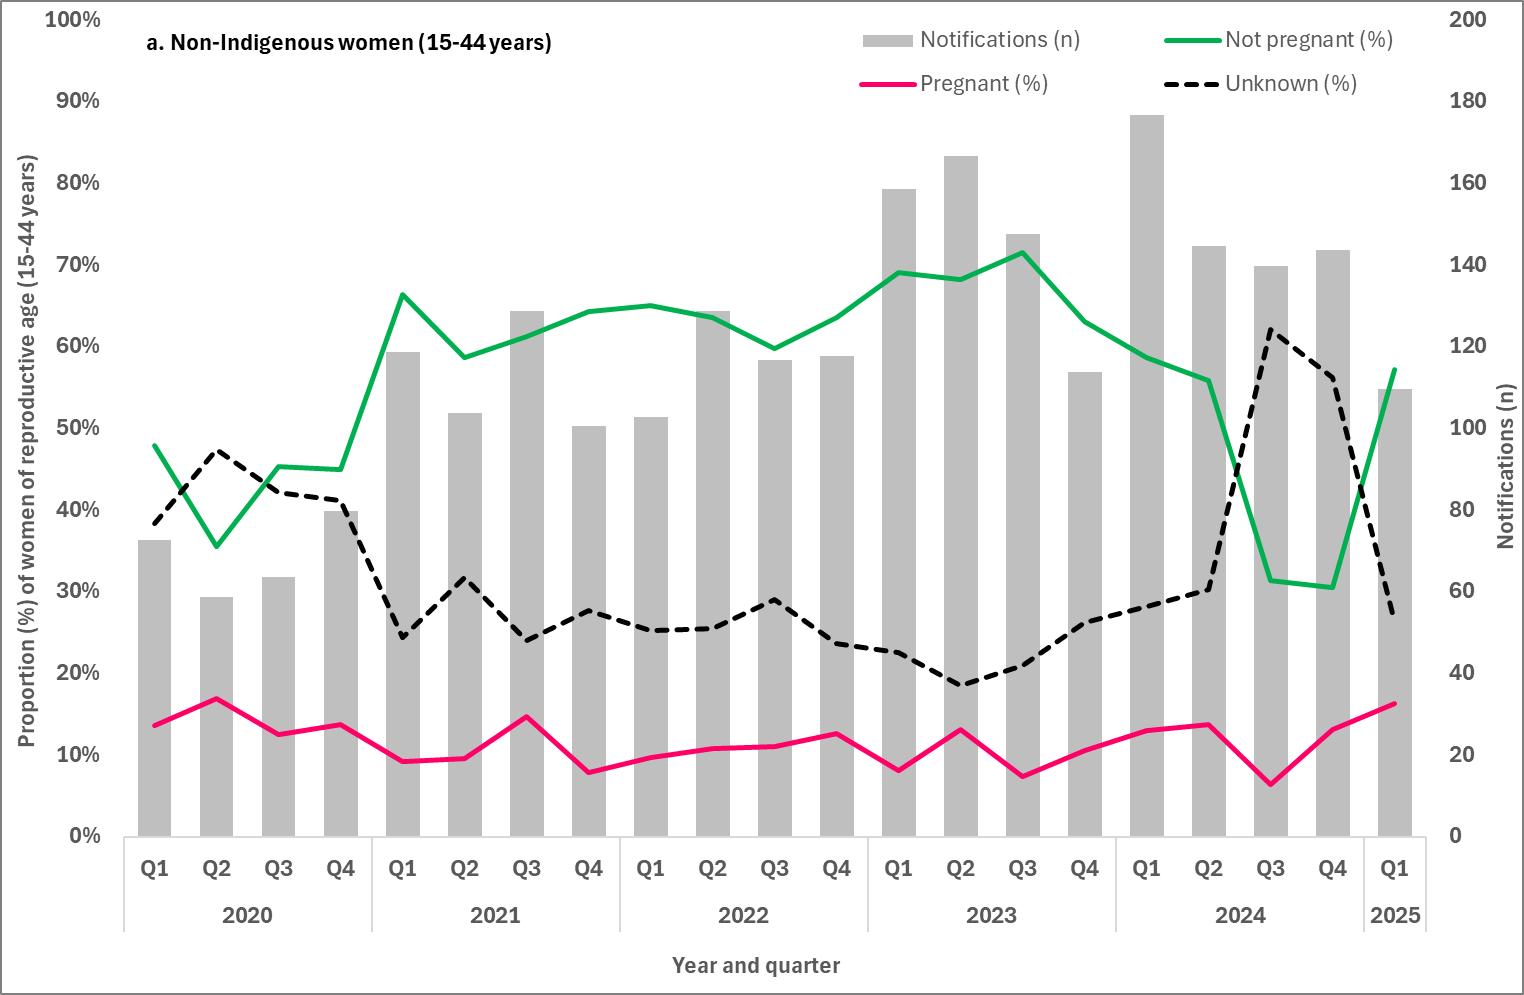 a. Non-Indigenous women (15-44 years)
Notifications (n)
Not pregnant (%)
Pregnant (%)
Unknown (%)
Proportion (%) of women of reproductive age (15-44 years)
100%
90%
80%
70%
60%
50%
40%
30%
20%
10%
0%
200
180
160
140
120
100
80
60
40
20
0
Notifications (n)
Q1 Q2 Q3 Q4 Q1 Q2 Q3 Q4 Q1 Q2 Q3 Q4 Q1 Q2 Q3 Q4 Q1 Q2 Q3 Q4 Q1
2020 2021 2022 2023 2024 2025
Year and quarter